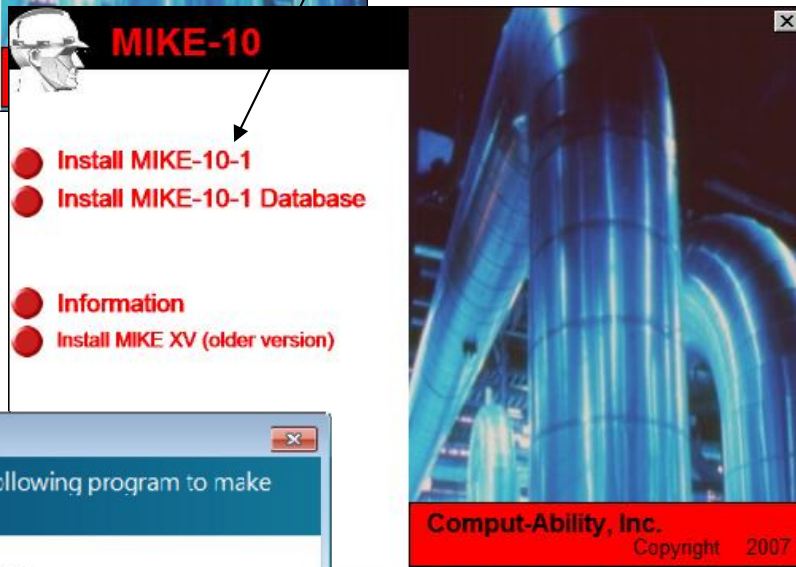 MIKE-10
Install MIKE-10-1
Install MIKE-10-1 Database
Information
Install MIKE XV (older version)
ollowing program to make
Comput-Ability, Inc.
Copyright 2007